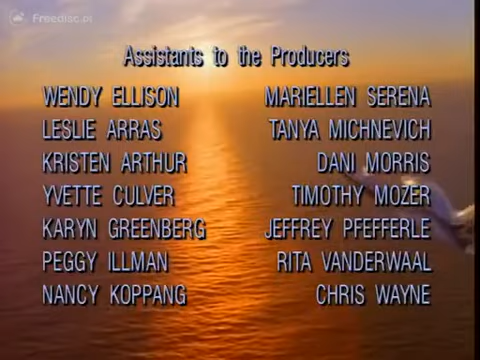 Freedisc.pl
Assistants to the Producers
WENDY ELLISON MARIELLEN SERENA
LESLIE ARRAS TANYA MICHNEVICH
KRISTEN ARTHUR DANI MORRIS
YVETTE CULVER TIMOTHY MOZER
KARYN GREENBERG JEFFREY PFEFFERLE
PEGGY ILLMAN RITA VANDERWAAL
NANCY KOPPANG CHRIS WAYNE